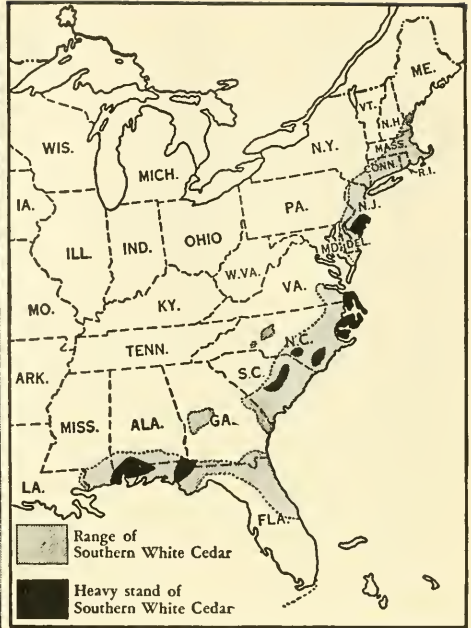 ME.
VT.
N.H.
WIS.
N.Y.
MASS.
MICH.
CONN.
R.I.
IA.
PA.
N.J.
ILL.
IND.
OHIO
MD.
DEL.
W.VA.
VA.
MO.
KY.
N.C.
TENN.
S.C.
ARK.
MISS.
ALA.
GA.
LA.
FLA.
Range of
Southern White Cedar
Heavy stand of
Southern White Cedar